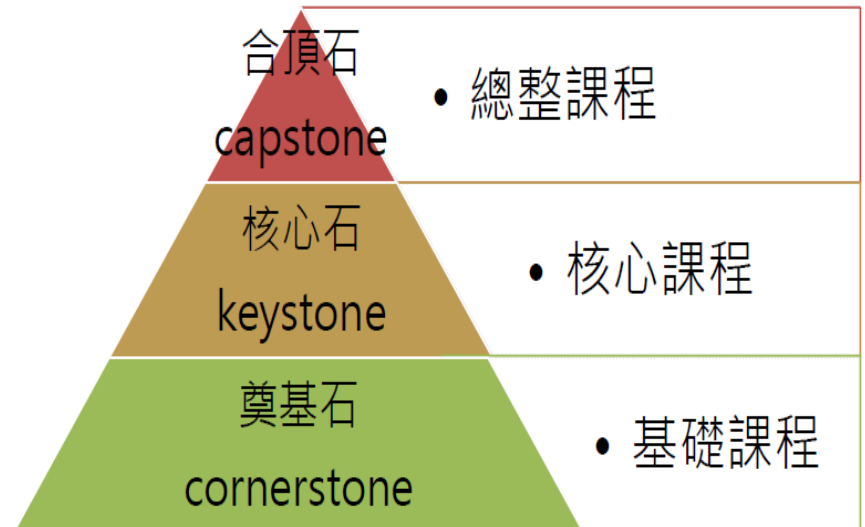 合頂石
capstone
• 總整課程
核心石
keystone
• 核心課程
奠基石
cornerstone
• 基礎課程